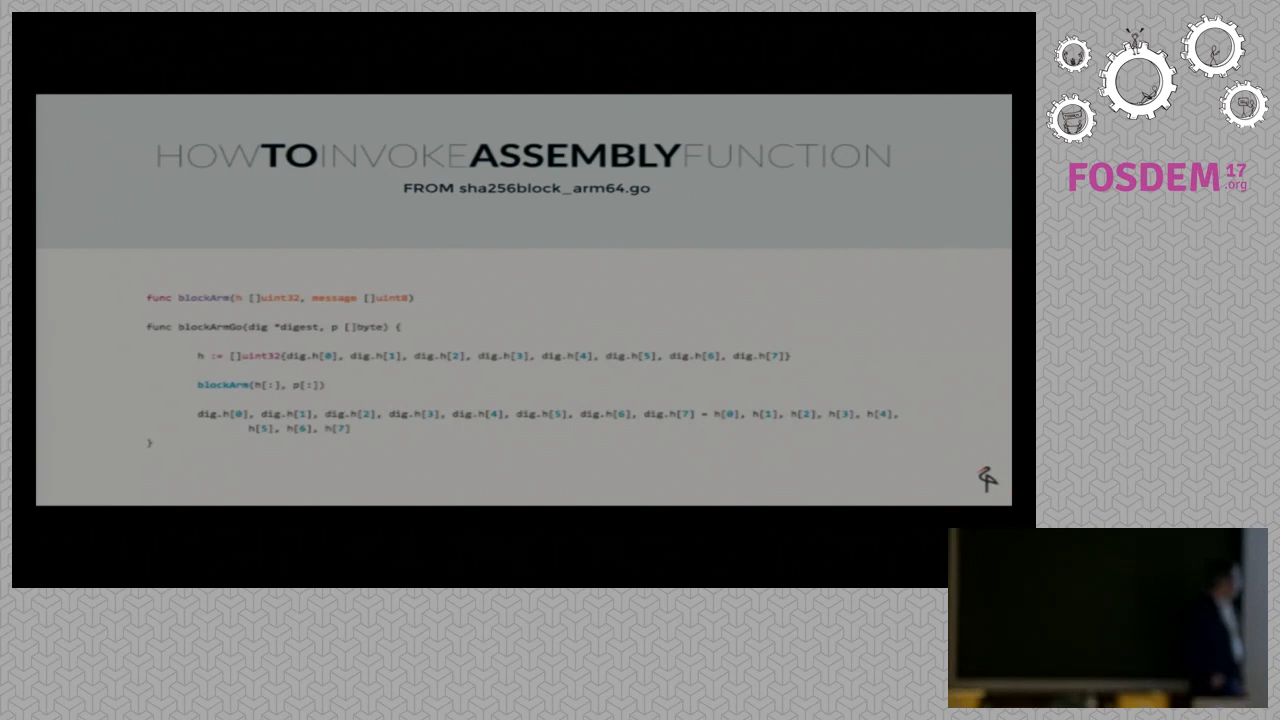 HOWTOINVOKEASSEMBLYFUNCTION
FROM sha256block_arm64.go
func blockArm(h []uint32, message []uint8)
func blockArmGo(dig *digest, p []byte) {
h := []uint32{dig.h[0], dig.h[1], dig.h[2], dig.h[3], dig.h[4], dig.h[5], dig.h[6], dig.h[7]}
blockArm(h[:], p[:])
dig.h[0], dig.h[1], dig.h[2], dig.h[3], dig.h[4], dig.h[5], dig.h[6], dig.h[7] = h[0], h[1], h[2], h[3], h[4],
h[5], h[6], h[7]
}
FOSDEM 17
.org